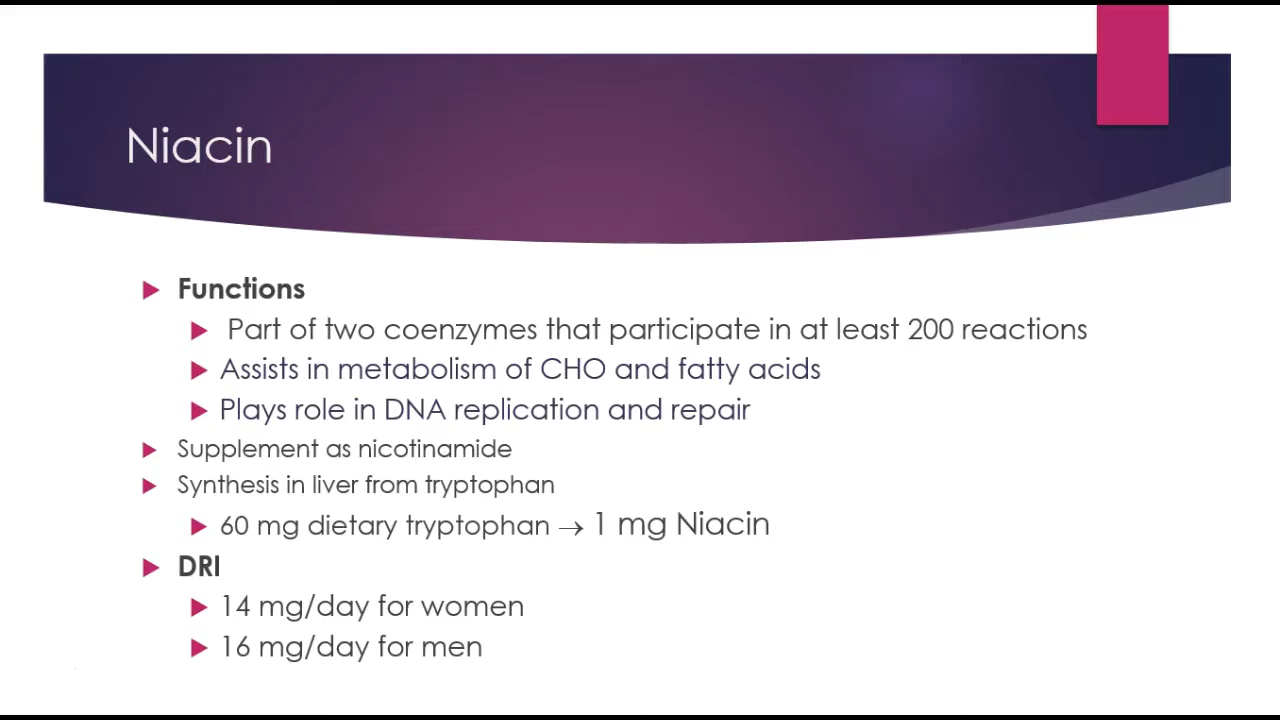 Niacin
Functions
Part of two coenzymes that participate in at least 200 reactions
Assists in metabolism of CHO and fatty acids
Plays role in DNA replication and repair
Supplement as nicotinamide
Synthesis in liver from tryptophan
60 mg dietary tryptophan → 1 mg Niacin
DRI
14 mg/day for women
16 mg/day for men